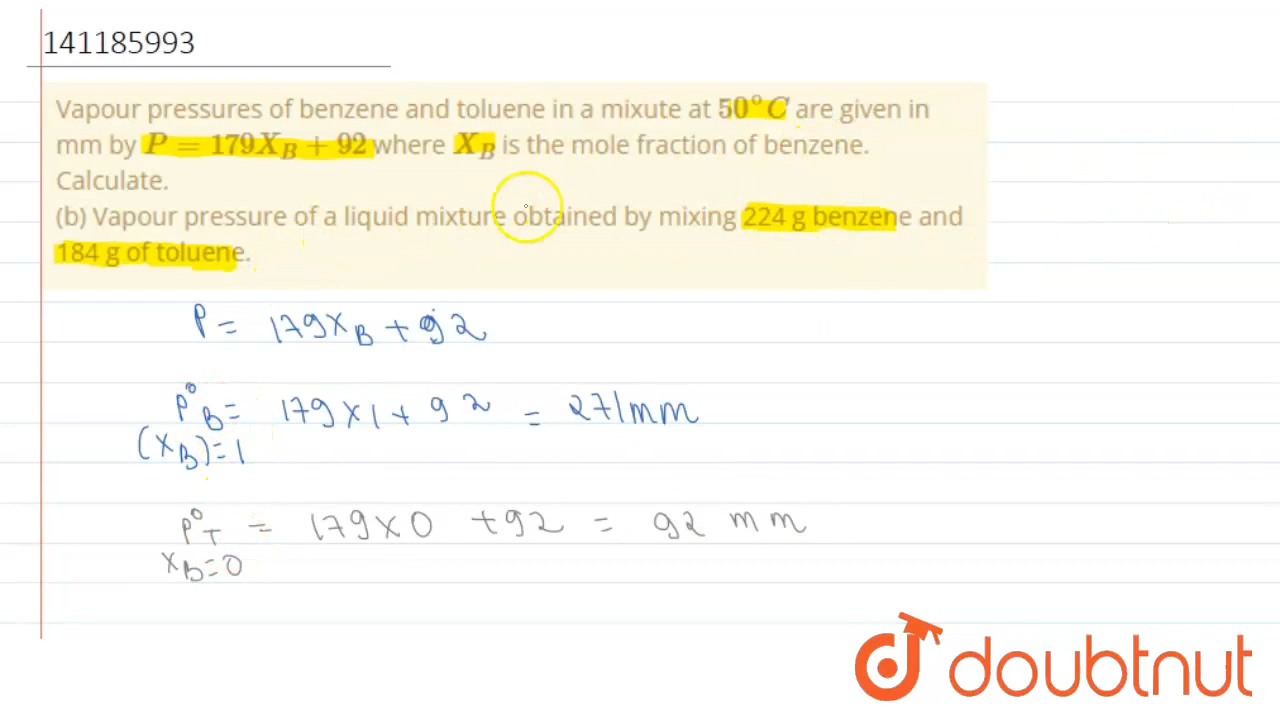 141185993
Vapour pressures of benzene and toluene in a mixute at 50°C are given in
mm by P = 179X_B + 92 where X_B is the mole fraction of benzene.
Calculate.
(b) Vapour pressure of a liquid mixture obtained by mixing 224 g benzene and
184 g of toluene.
P = 179X_B + 92
P°_B = 179 × 1 + 92 = 271mm
(X_B) = 1
P°_T = 179 × 0 + 92 = 92 mm
X_B = 0
doubtnut